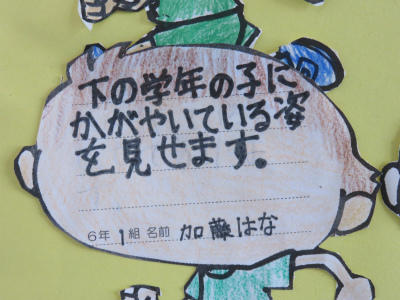 下の学年の子に
かがやいている姿
を見せます。
6年 1組 名前 加藤はな